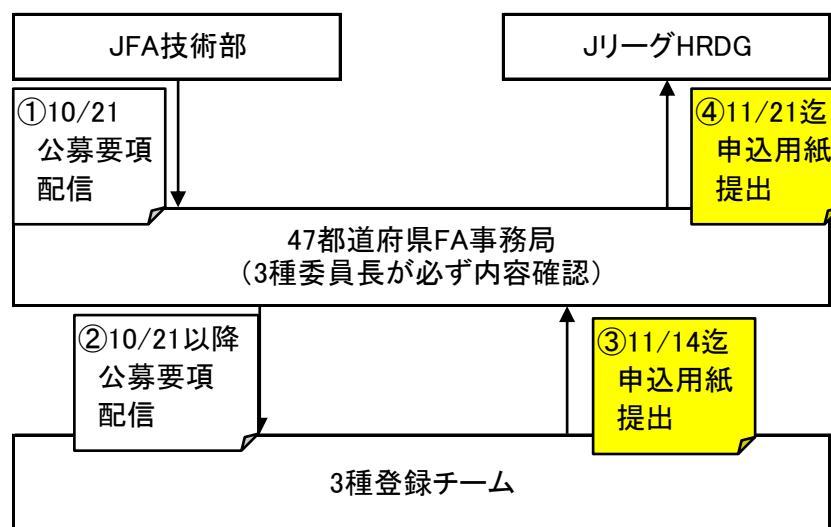 JFA技術部
JリーグHRDG
①10/21
公募要項
配信
④11/21迄
申込用紙
提出
47都道府県FA事務局
（3種委員長が必ず内容確認）
②10/21以降
公募要項
配信
③11/14迄
申込用紙
提出
3種登録チーム